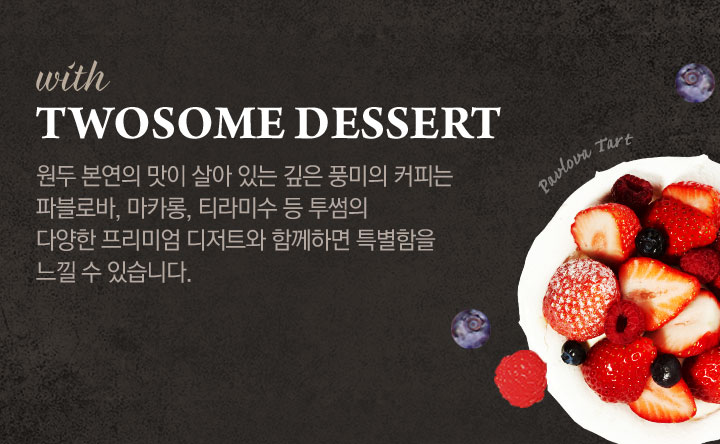 with
TWOSOME DESSERT
Pavlova Tart
원두 본연의 맛이 살아 있는 깊은 풍미의 커피는
파블로바, 마카롱, 티라미수 등 투썸의
다양한 프리미엄 디저트와 함께하면 특별함을
느낄 수 있습니다.